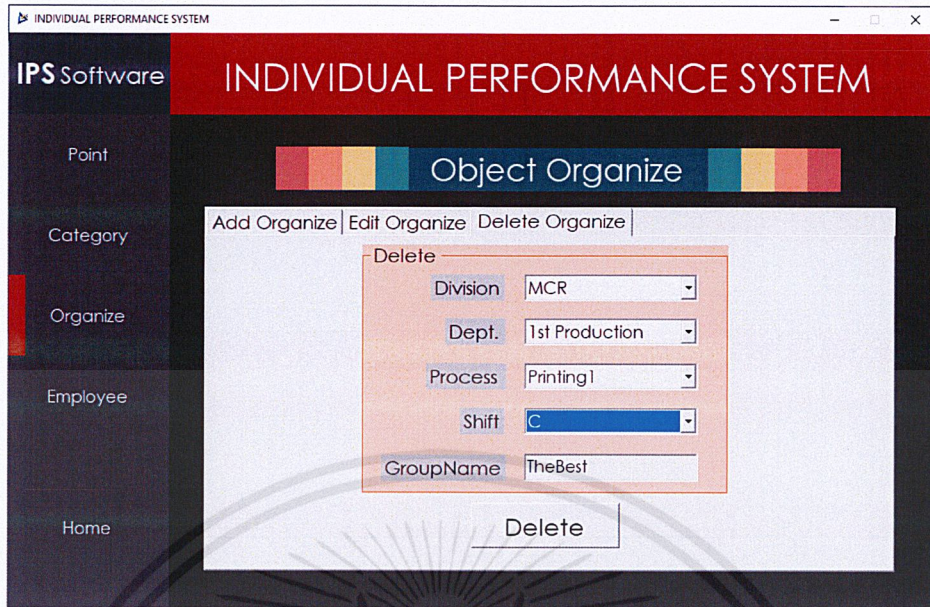 INDIVIDUAL PERFORMANCE SYSTEM
IPS Software
INDIVIDUAL PERFORMANCE SYSTEM
Point
Category
Organize
Employee
Home
Object Organize
Add Organize Edit Organize Delete Organize
Delete
Division MCR
Dept. 1st Production
Process Printing1
Shift C
GroupName TheBest
Delete